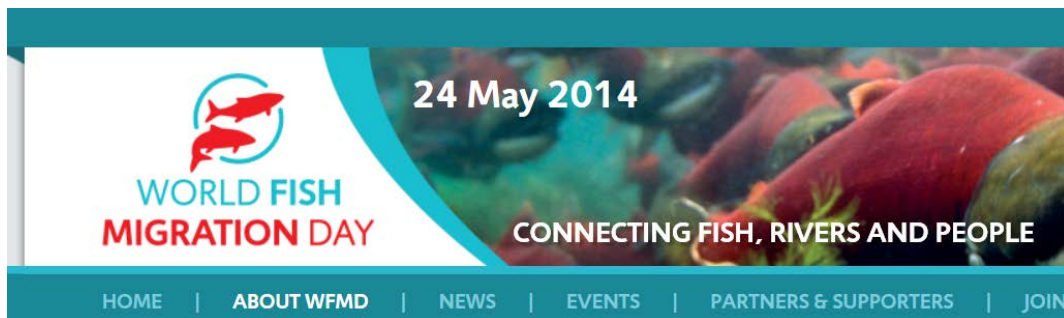 24 May 2014
WORLD FISH
MIGRATION DAY
CONNECTING FISH, RIVERS AND PEOPLE
HOME | ABOUT WFMD | NEWS | EVENTS | PARTNERS & SUPPORTERS | JOIN